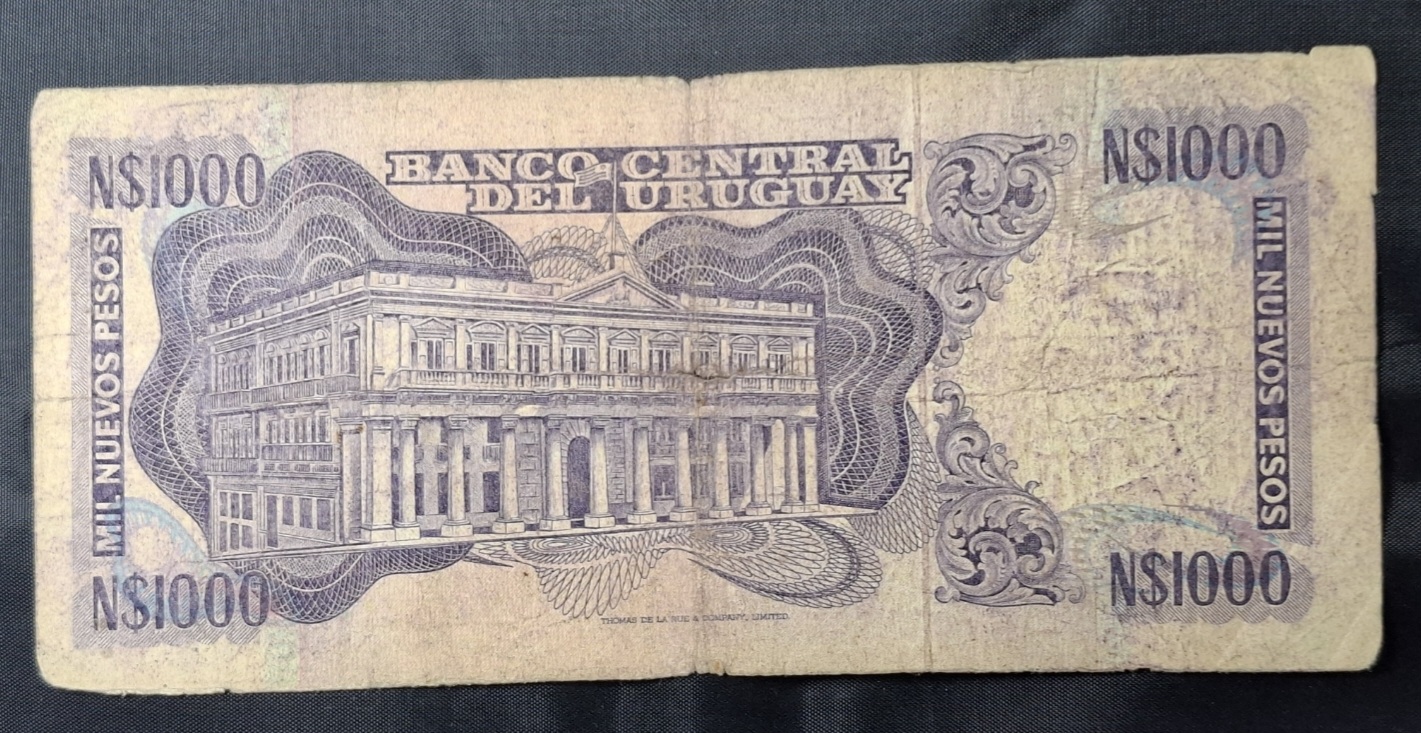 N$1000
BANCO CENTRAL
DEL URUGUAY
N$1000
MIL NUEVOS PESOS
MIL NUEVOS PESOS
N$1000
N$1000
THOMAS DE LA RUE & COMPANY, LIMITED.